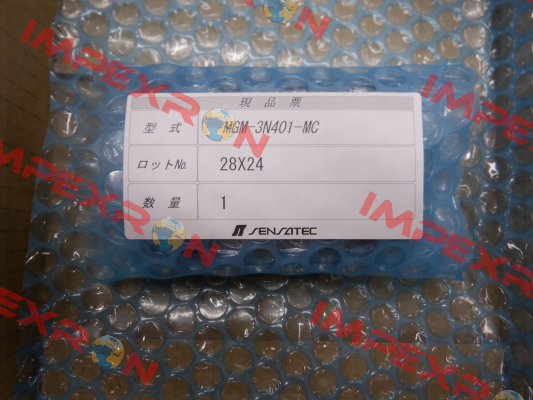 現品票
型式 MGM-3N401-MC
ロットNo. 28X24
数量 1
SENSATEC
IMPEXRON
IMPEXRON
IMPEXRON
IMPEXRON
IMPEXRON
IMPEXRON